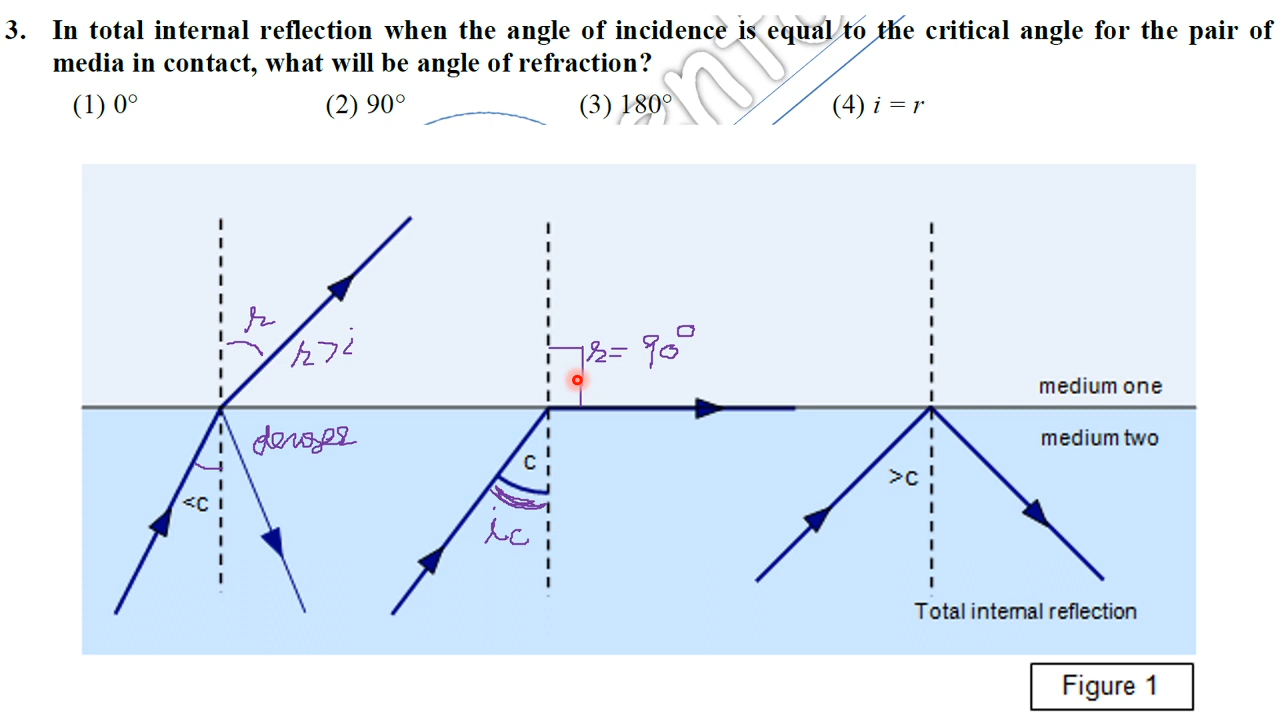 3. In total internal reflection when the angle of incidence is equal to the critical angle for the pair of
media in contact, what will be angle of refraction?
(1) 0° (2) 90° (3) 180° (4) i = r
r
r>i
r= 90°
medium one
denser
medium two
C
>C
<C
ic
Total internal reflection
Figure 1